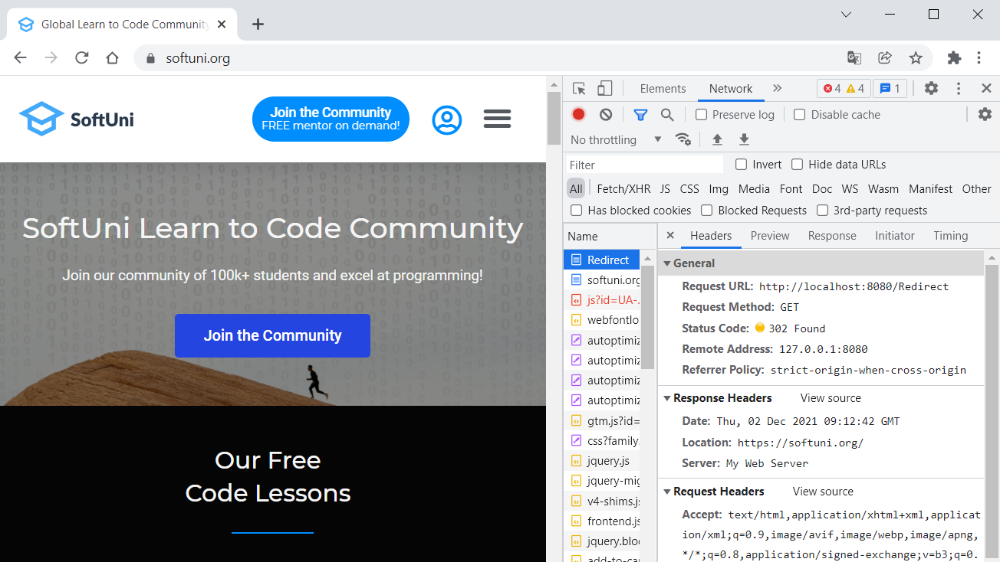 Global Learn to Code Community
softuni.org
SoftUni
Join the Community
FREE mentor on demand!
SoftUni Learn to Code Community
Join our community of 100k+ students and excel at programming!
Join the Community
Our Free
Code Lessons
Elements Network 4 4 1
Preserve log Disable cache
No throttling
Filter Invert Hide data URLs
All Fetch/XHR JS CSS Img Media Font Doc WS Wasm Manifest Other
Has blocked cookies Blocked Requests 3rd-party requests
Name
Redirect
softuni.org
js?id=UA-.
webfontlo
autoptimiz
autoptimiz
autoptimiz
autoptimiz
gtm.js?id=
css?family.
jquery.js
jquery-mig
v4-shims.js
frontend.js
jquery.bloc
add-to-car
Headers Preview Response Initiator Timing
General
Request URL: http://localhost:8080/Redirect
Request Method: GET
Status Code: 302 Found
Remote Address: 127.0.0.1:8080
Referrer Policy: strict-origin-when-cross-origin
Response Headers View source
Date: Thu, 02 Dec 2021 09:12:42 GMT
Location: https://softuni.org/
Server: My Web Server
Request Headers View source
Accept: text/html,application/xhtml+xml,applicat
ion/xml;q=0.9,image/avif,image/webp,image/apng,
*/*;q=0.8,application/signed-exchange;v=b3;q=0.